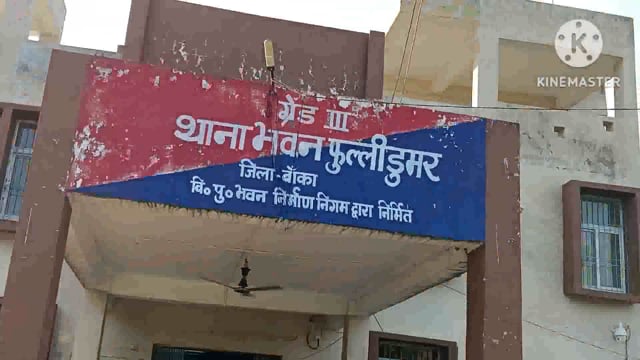 ग्रेड III
थाना भवन फुल्लीडुमर
जिला-बाँका
बि० पु० भवन निर्माण निगम द्वारा निर्मित
KINEMASTER